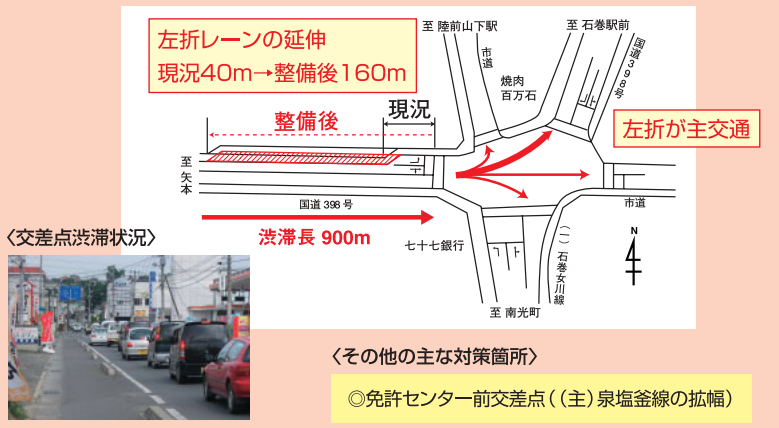 左折レーンの延伸
現況40m→整備後160m
至 陸前山下駅
至 石巻駅前
市道
国道398号
焼肉
百万石
整備後
現況
左折が主交通
至矢本
国道398号
市道
渋滞長 900m
七十七銀行
(一)石巻女川線
N
至 南光町
〈交差点渋滞状況〉
〈その他の主な対策箇所〉
◎免許センター前交差点((主)泉塩釜線の拡幅)